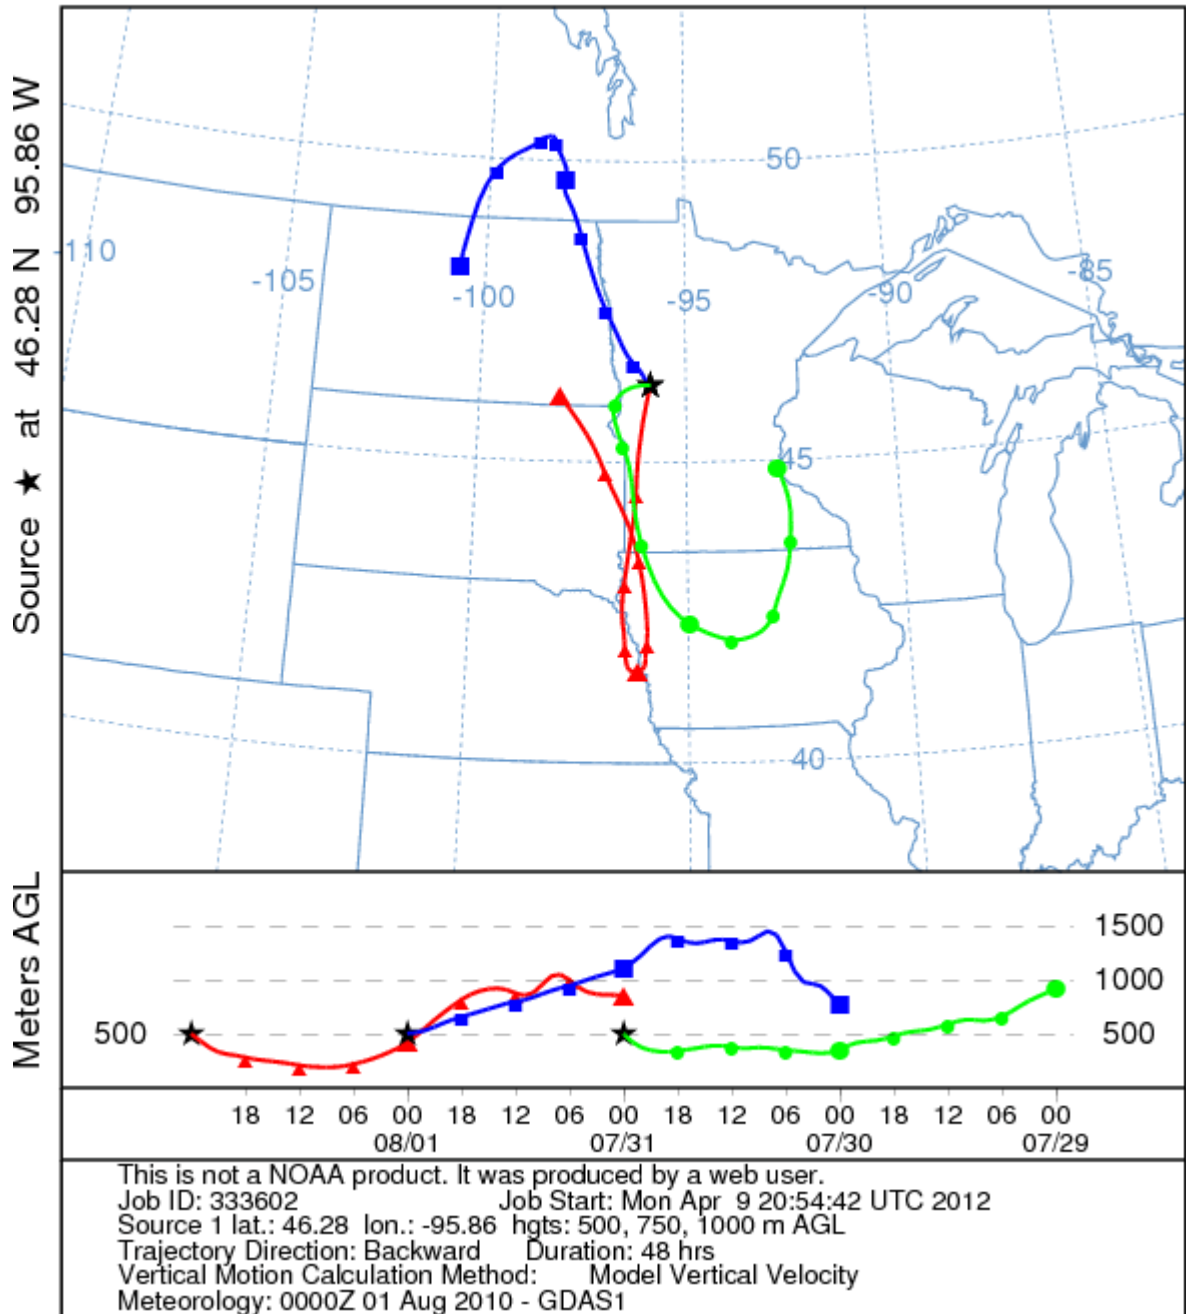 Source ★ at 46.28 N 95.86 W
50
-110
-105
-100
-95
-90
-85
45
40
Meters AGL
1500
1000
500
500
18 12 06 00 18 12 06 00 18 12 06 00 18 12 06 00
08/01 07/31 07/30 07/29
This is not a NOAA product. It was produced by a web user.
Job ID: 333602 Job Start: Mon Apr 9 20:54:42 UTC 2012
Source 1 lat.: 46.28 lon.: -95.86 hgts: 500, 750, 1000 m AGL
Trajectory Direction: Backward Duration: 48 hrs
Vertical Motion Calculation Method: Model Vertical Velocity
Meteorology: 0000Z 01 Aug 2010 - GDAS1